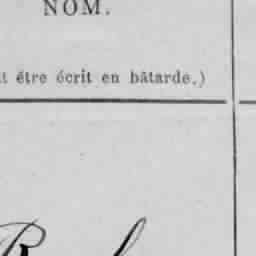 NOM.
t être écrit en bâtarde.)